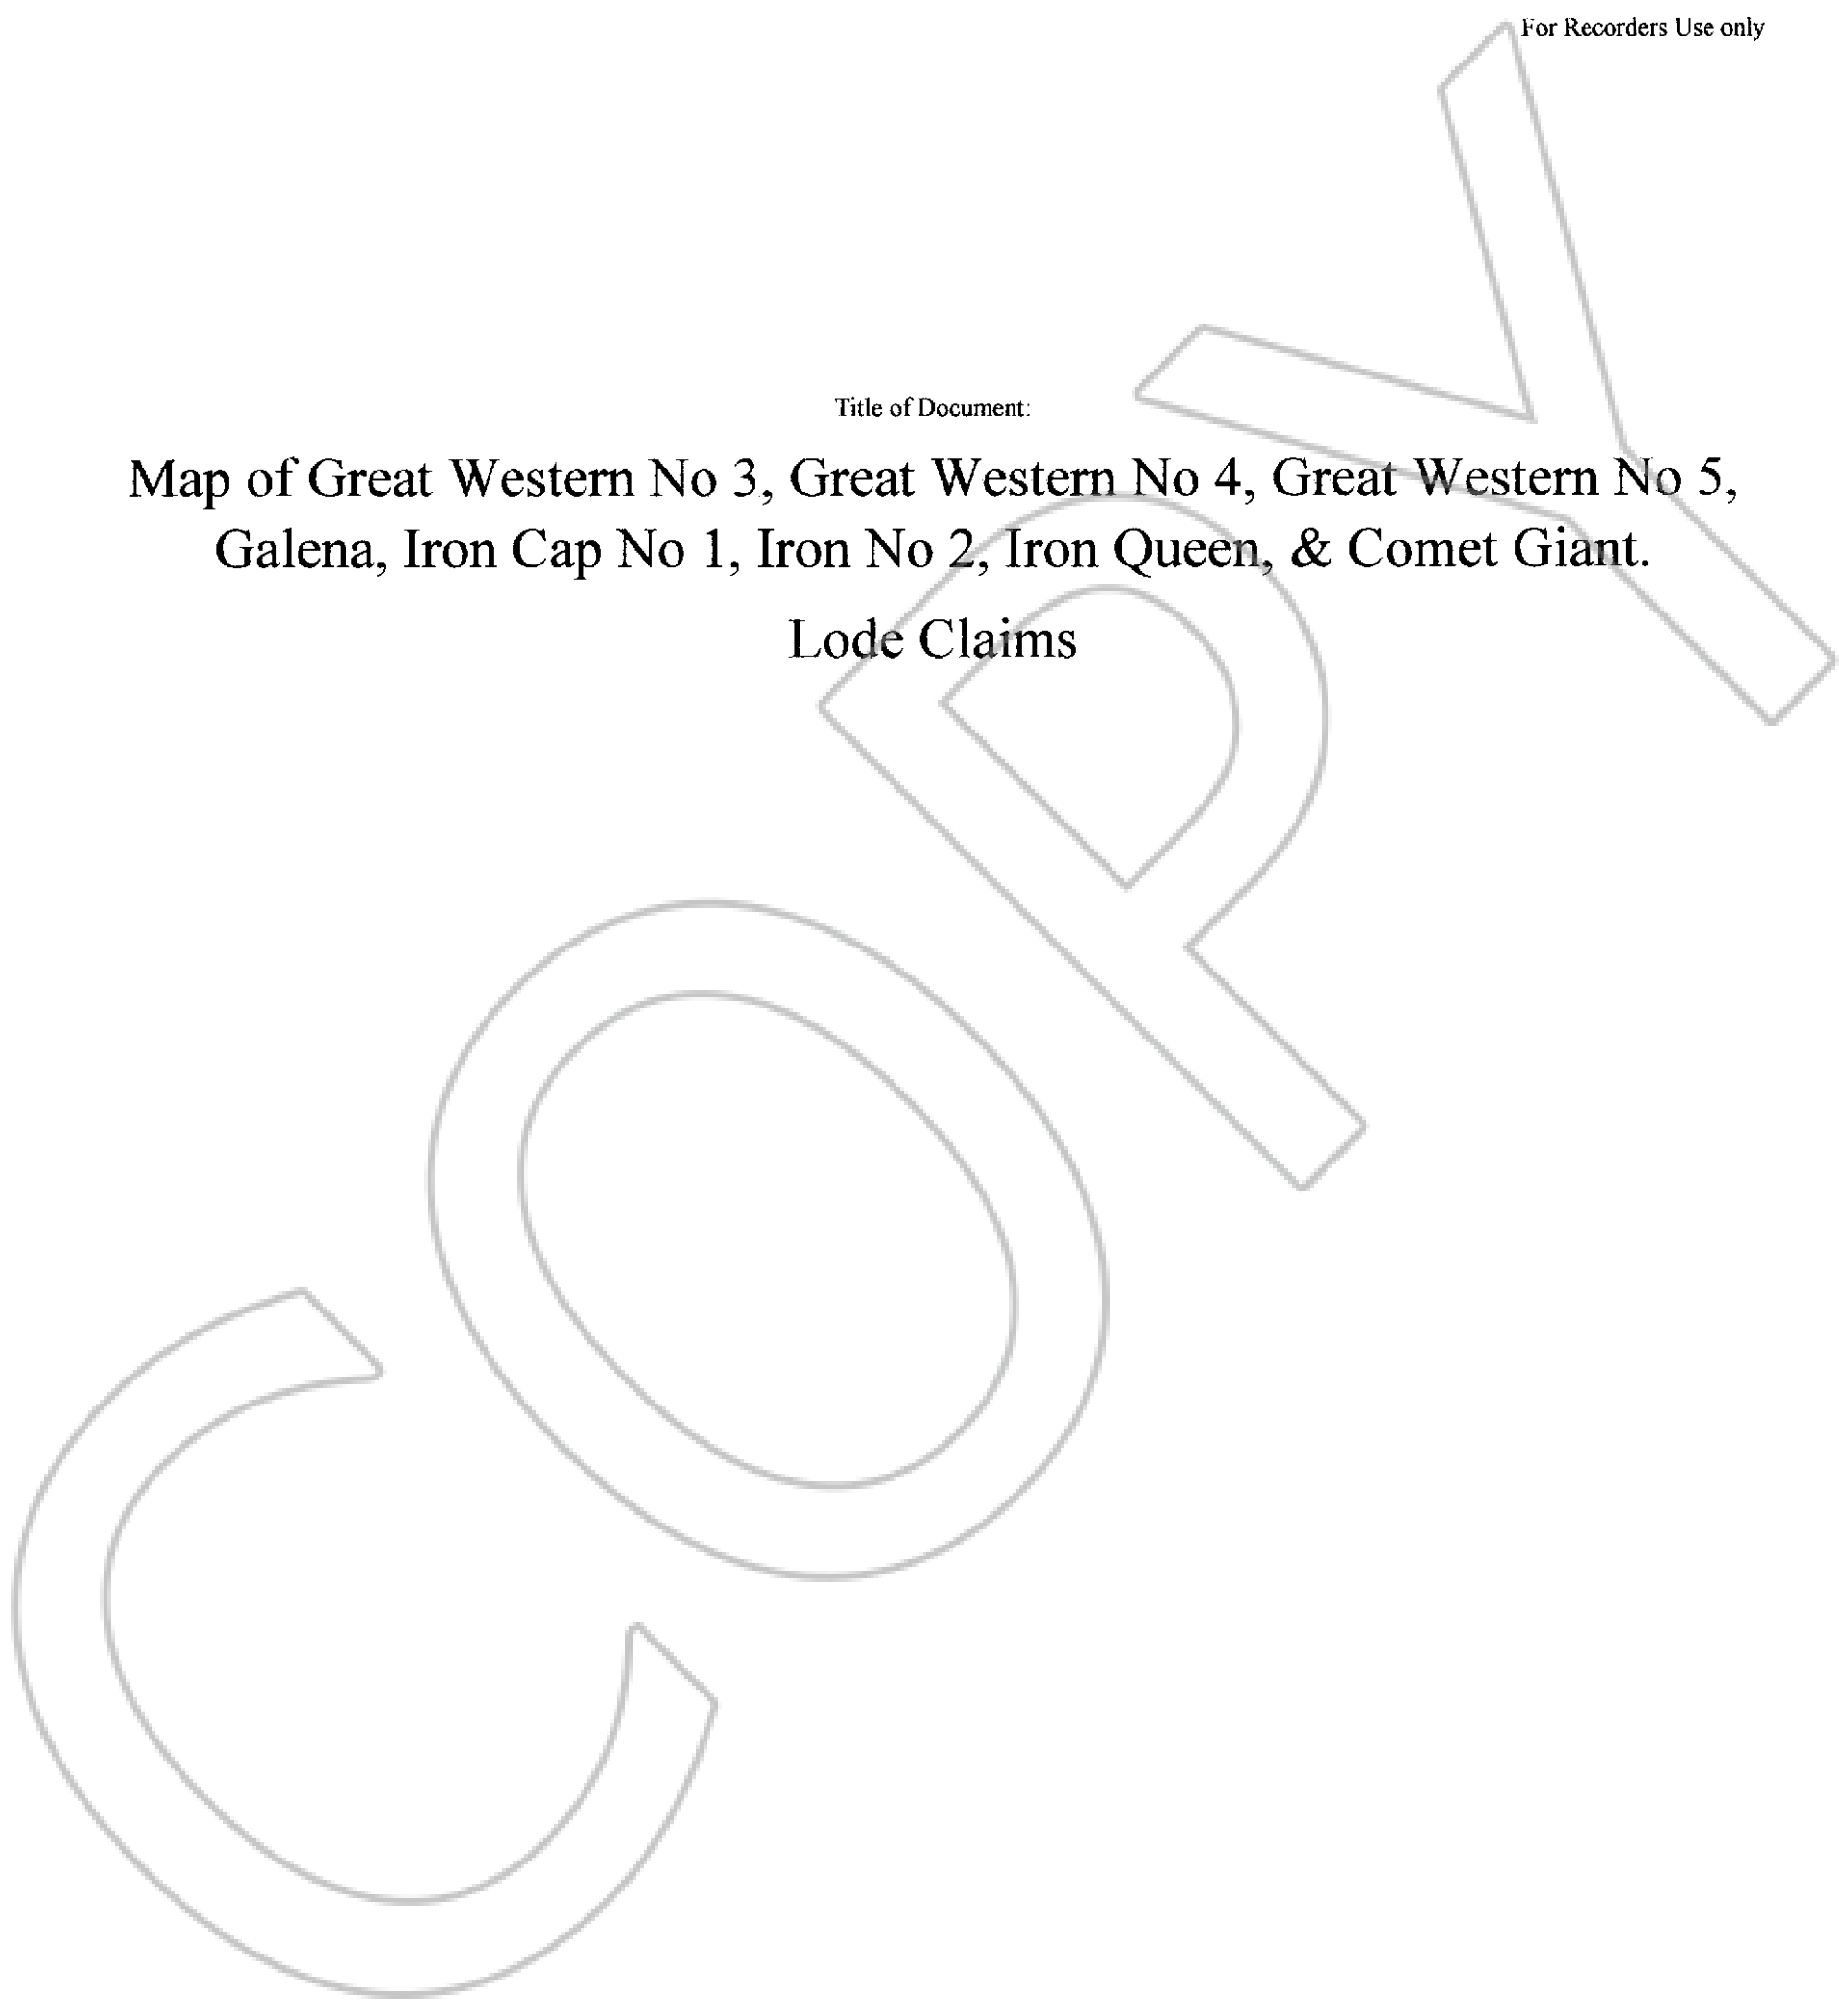 For Recorders Use only
Title of Document:
Map of Great Western No 3, Great Western No 4, Great Western No 5,
Galena, Iron Cap No 1, Iron No 2, Iron Queen, & Comet Giant.
Lode Claims
COPY